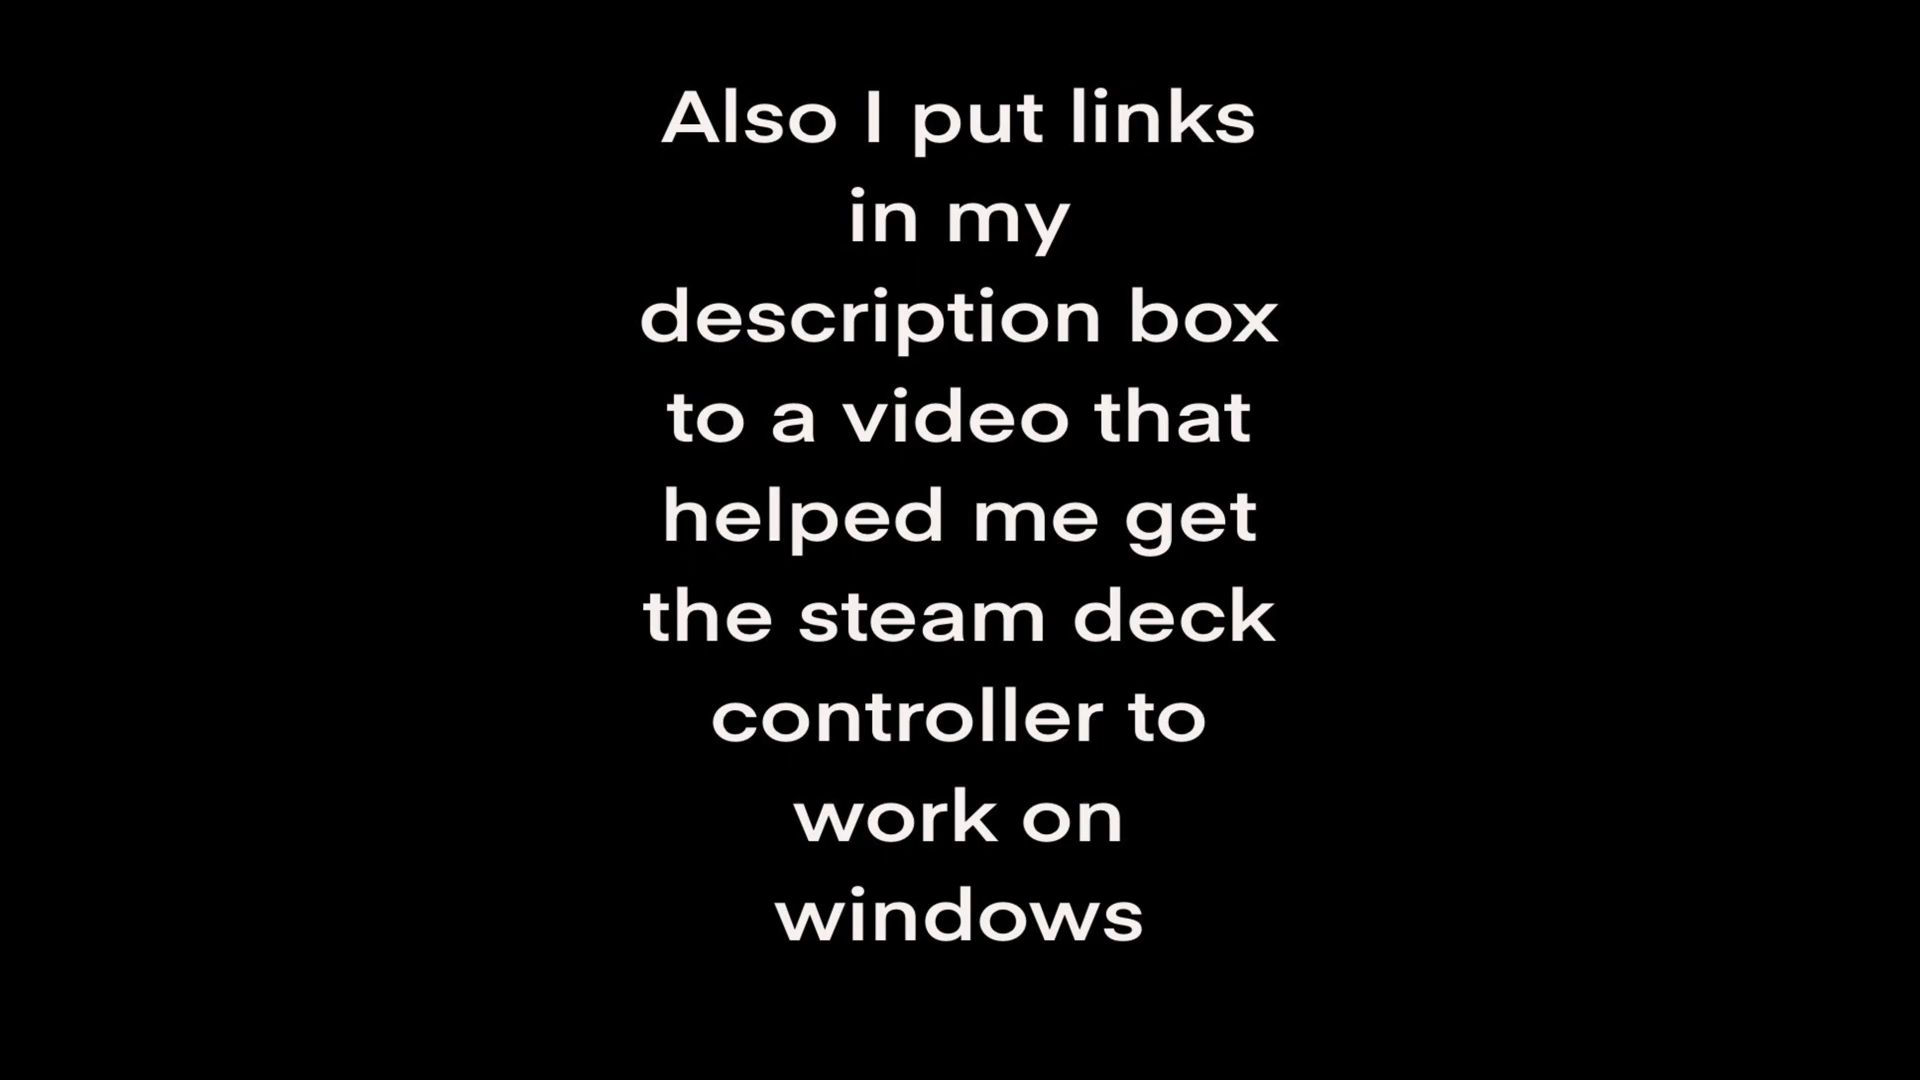 Also I put links
in my
description box
to a video that
helped me get
the steam deck
controller to
work on
windows